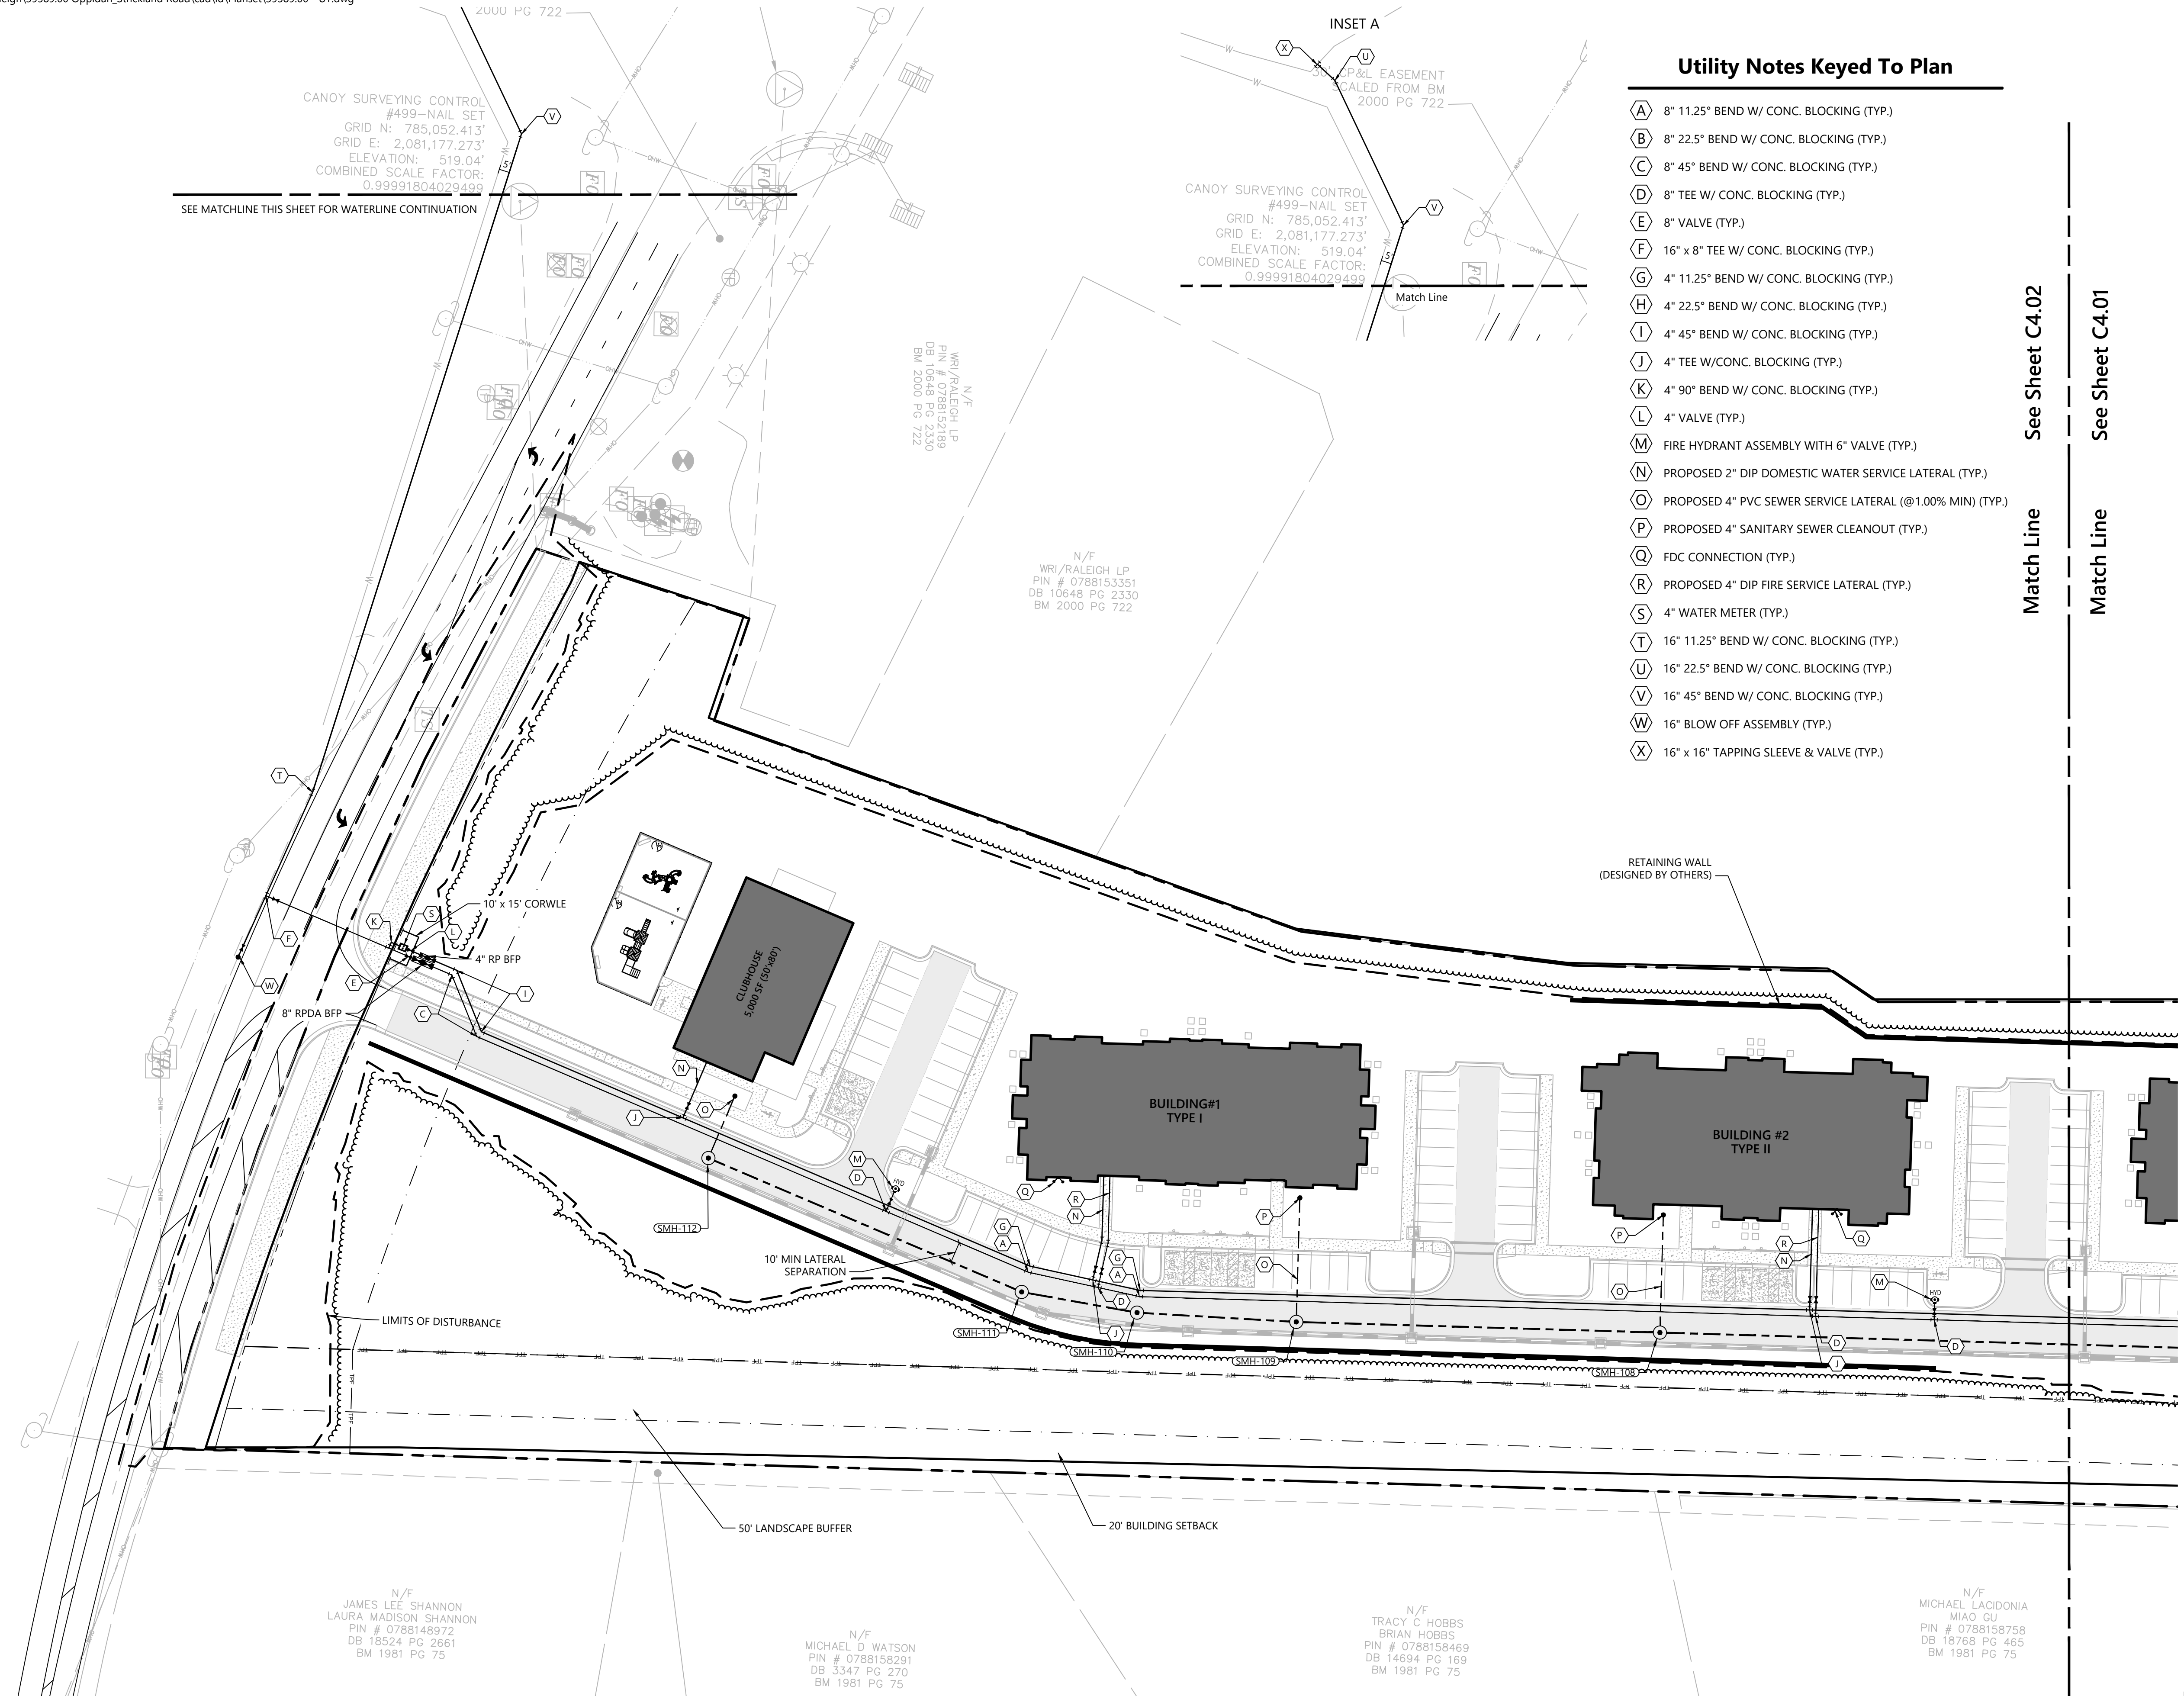 2000 PG 722
CANOY SURVEYING CONTROL
#499-NAIL SET
GRID N: 785,052.413'
GRID E: 2,081,177.273'
ELEVATION: 519.04'
COMBINED SCALE FACTOR:
0.99991804029499
SEE MATCHLINE THIS SHEET FOR WATERLINE CONTINUATION
V
5'
INSET A
X
U
30' CP&L EASEMENT
SCALED FROM BM
2000 PG 722
CANOY SURVEYING CONTROL
#499-NAIL SET
GRID N: 785,052.413'
GRID E: 2,081,177.273'
ELEVATION: 519.04'
COMBINED SCALE FACTOR:
0.99991804029499
V
5'
Match Line
Utility Notes Keyed To Plan
A 8" 11.25° BEND W/ CONC. BLOCKING (TYP.)
B 8" 22.5° BEND W/ CONC. BLOCKING (TYP.)
C 8" 45° BEND W/ CONC. BLOCKING (TYP.)
D 8" TEE W/ CONC. BLOCKING (TYP.)
E 8" VALVE (TYP.)
F 16" x 8" TEE W/ CONC. BLOCKING (TYP.)
G 4" 11.25° BEND W/ CONC. BLOCKING (TYP.)
H 4" 22.5° BEND W/ CONC. BLOCKING (TYP.)
I 4" 45° BEND W/ CONC. BLOCKING (TYP.)
J 4" TEE W/CONC. BLOCKING (TYP.)
K 4" 90° BEND W/ CONC. BLOCKING (TYP.)
L 4" VALVE (TYP.)
M FIRE HYDRANT ASSEMBLY WITH 6" VALVE (TYP.)
N PROPOSED 2" DIP DOMESTIC WATER SERVICE LATERAL (TYP.)
O PROPOSED 4" PVC SEWER SERVICE LATERAL (@1.00% MIN) (TYP.)
P PROPOSED 4" SANITARY SEWER CLEANOUT (TYP.)
Q FDC CONNECTION (TYP.)
R PROPOSED 4" DIP FIRE SERVICE LATERAL (TYP.)
S 4" WATER METER (TYP.)
T 16" 11.25° BEND W/ CONC. BLOCKING (TYP.)
U 16" 22.5° BEND W/ CONC. BLOCKING (TYP.)
V 16" 45° BEND W/ CONC. BLOCKING (TYP.)
W 16" BLOW OFF ASSEMBLY (TYP.)
X 16" x 16" TAPPING SLEEVE & VALVE (TYP.)
Match Line See Sheet C4.02
Match Line See Sheet C4.01
N/F
WRI/RALEIGH LP
PIN # 0788152189
DB 10648 PG 2330
BM 2000 PG 722
N/F
WRI/RALEIGH LP
PIN # 0788153351
DB 10648 PG 2330
BM 2000 PG 722
RETAINING WALL
(DESIGNED BY OTHERS)
T
F
K
S
10' x 15' CORWLE
L
4" RP BFP
W
E
I
8" RPDA BFP
C
CLUBHOUSE
5,000 SF (50'x80')
N
J
O
M
HYD
D
SMH-112
BUILDING#1
TYPE I
BUILDING #2
TYPE II
Q
R
N
P
G
A
O
G
A
D
J
10' MIN LATERAL
SEPARATION
SMH-111
SMH-110
SMH-109
P
R
N
Q
O
M
HYD
D
D
J
SMH-108
LIMITS OF DISTURBANCE
50' LANDSCAPE BUFFER
20' BUILDING SETBACK
N/F
JAMES LEE SHANNON
LAURA MADISON SHANNON
PIN # 0788148972
DB 18524 PG 2661
BM 1981 PG 75
N/F
MICHAEL D WATSON
PIN # 0788158291
DB 3347 PG 270
BM 1981 PG 75
N/F
TRACY C HOBBS
BRIAN HOBBS
PIN # 0788158469
DB 14694 PG 169
BM 1981 PG 75
N/F
MICHAEL LACIDONIA
MIAO GU
PIN # 0788158758
DB 18768 PG 465
BM 1981 PG 75